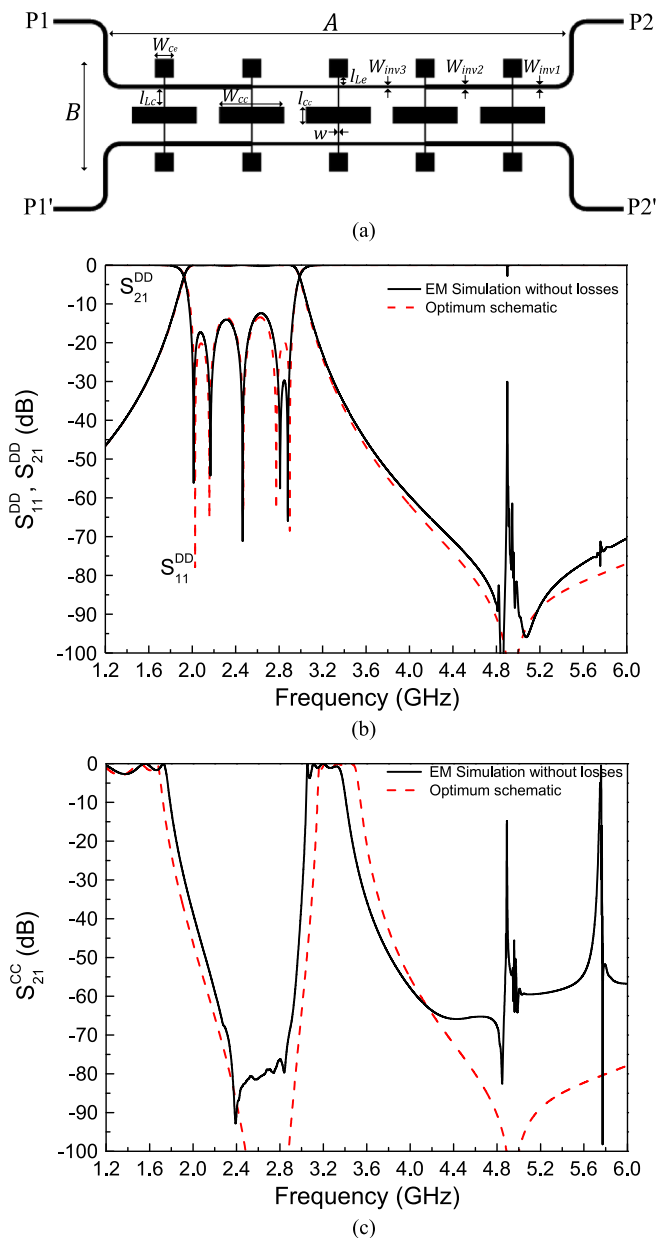 P1 A P2
W_ce l_Le W_inv3 W_inv2 W_inv1
l_Lc W_cc l_cc
B w
P1' P2'
(a)
S_21^DD
EM Simulation without losses
Optimum schematic
S_11^DD
S_11^DD, S_21^DD (dB)
0
-10
-20
-30
-40
-50
-60
-70
-80
-90
-100
1.2 1.6 2.0 2.4 2.8 3.2 3.6 4.0 4.4 4.8 5.2 5.6 6.0
Frequency (GHz)
(b)
EM Simulation without losses
Optimum schematic
S_21^CC (dB)
0
-10
-20
-30
-40
-50
-60
-70
-80
-90
-100
1.2 1.6 2.0 2.4 2.8 3.2 3.6 4.0 4.4 4.8 5.2 5.6 6.0
Frequency (GHz)
(c)